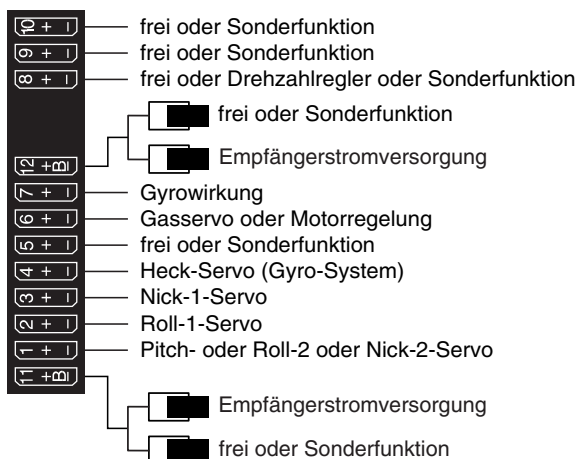 10 + – frei oder Sonderfunktion
9 + – frei oder Sonderfunktion
8 + – frei oder Drehzahlregler oder Sonderfunktion
frei oder Sonderfunktion
12 +B– Empfängerstromversorgung
7 + – Gyrowirkung
6 + – Gasservo oder Motorregelung
5 + – frei oder Sonderfunktion
4 + – Heck-Servo (Gyro-System)
3 + – Nick-1-Servo
2 + – Roll-1-Servo
1 + – Pitch- oder Roll-2 oder Nick-2-Servo
11 +B–
Empfängerstromversorgung
frei oder Sonderfunktion